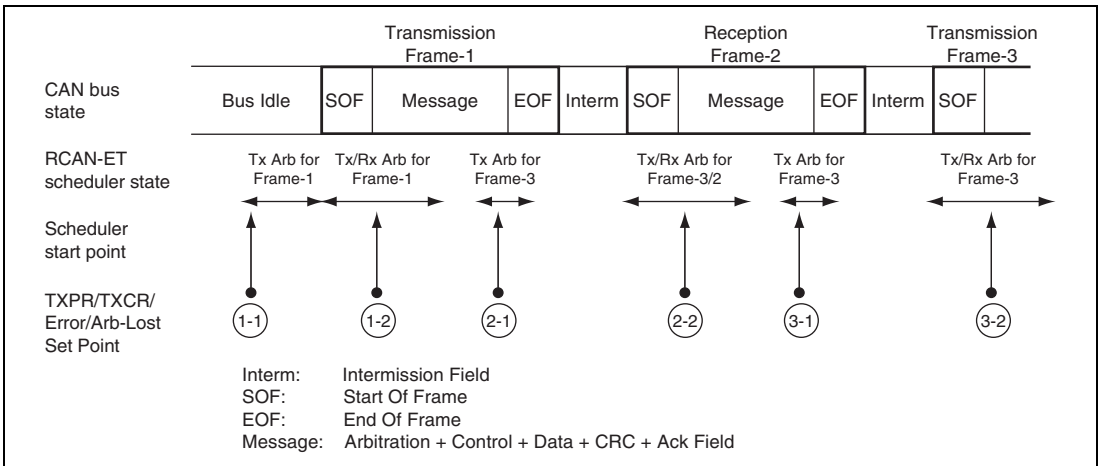 Transmission
Frame-1
Reception
Frame-2
Transmission
Frame-3
CAN bus
state
Bus Idle
SOF
Message
EOF
Interm
SOF
Message
EOF
Interm
SOF
RCAN-ET
scheduler state
Tx Arb for
Frame-1
Tx/Rx Arb for
Frame-1
Tx Arb for
Frame-3
Tx/Rx Arb for
Frame-3/2
Tx Arb for
Frame-3
Tx/Rx Arb for
Frame-3
Scheduler
start point
TXPR/TXCR/
Error/Arb-Lost
Set Point
1-1
1-2
2-1
2-2
3-1
3-2
Interm: Intermission Field
SOF: Start Of Frame
EOF: End Of Frame
Message: Arbitration + Control + Data + CRC + Ack Field